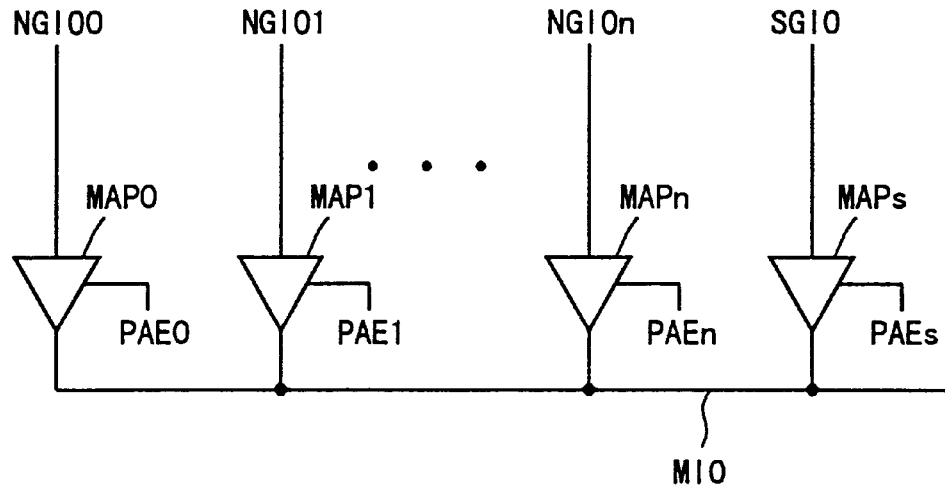 NGIO0 NGIO1 NGIOn SGIO
MAP0 MAP1 MAPn MAPs
PAE0 PAE1 PAEn PAEs
MIO